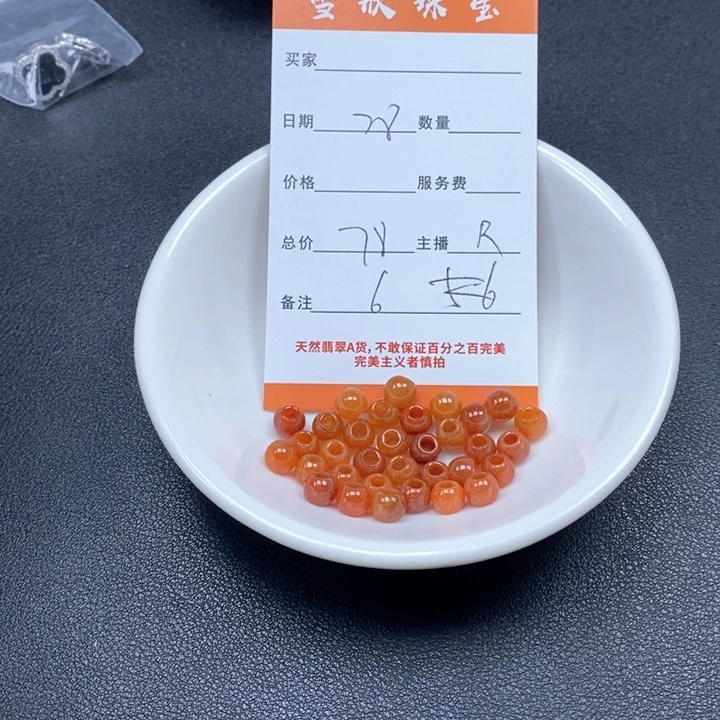 买家
日期 28 数量
价格 服务费
总价 78 主播 R
备注 6
天然翡翠A货，不敢保证百分之百完美
完美主义者慎拍